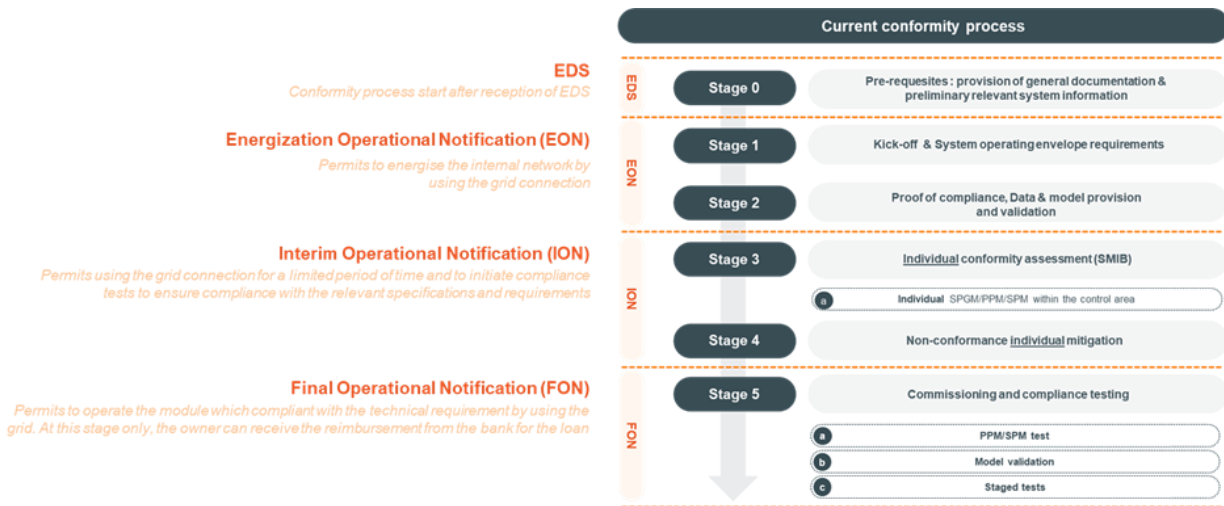 Current conformity process
EDS
Conformity process start after reception of EDS
EDS
Stage 0
Pre-requesites : provision of general documentation &
preliminary relevant system information
Energization Operational Notification (EON)
Permits to energise the internal network by
using the grid connection
EON
Stage 1
Kick-off & System operating envelope requirements
Stage 2
Proof of compliance, Data & model provision
and validation
Interim Operational Notification (ION)
Permits using the grid connection for a limited period of time and to initiate compliance
tests to ensure compliance with the relevant specifications and requirements
ION
Stage 3
Individual conformity assessment (SMIB)
a
Individual SPGM/PPM/SPM within the control area
Stage 4
Non-conformance individual mitigation
Final Operational Notification (FON)
Permits to operate the module which compliant with the technical requirement by using the
grid. At this stage only, the owner can receive the reimbursement from the bank for the loan
FON
Stage 5
Commissioning and compliance testing
a
PPM/SPM test
b
Model validation
c
Staged tests